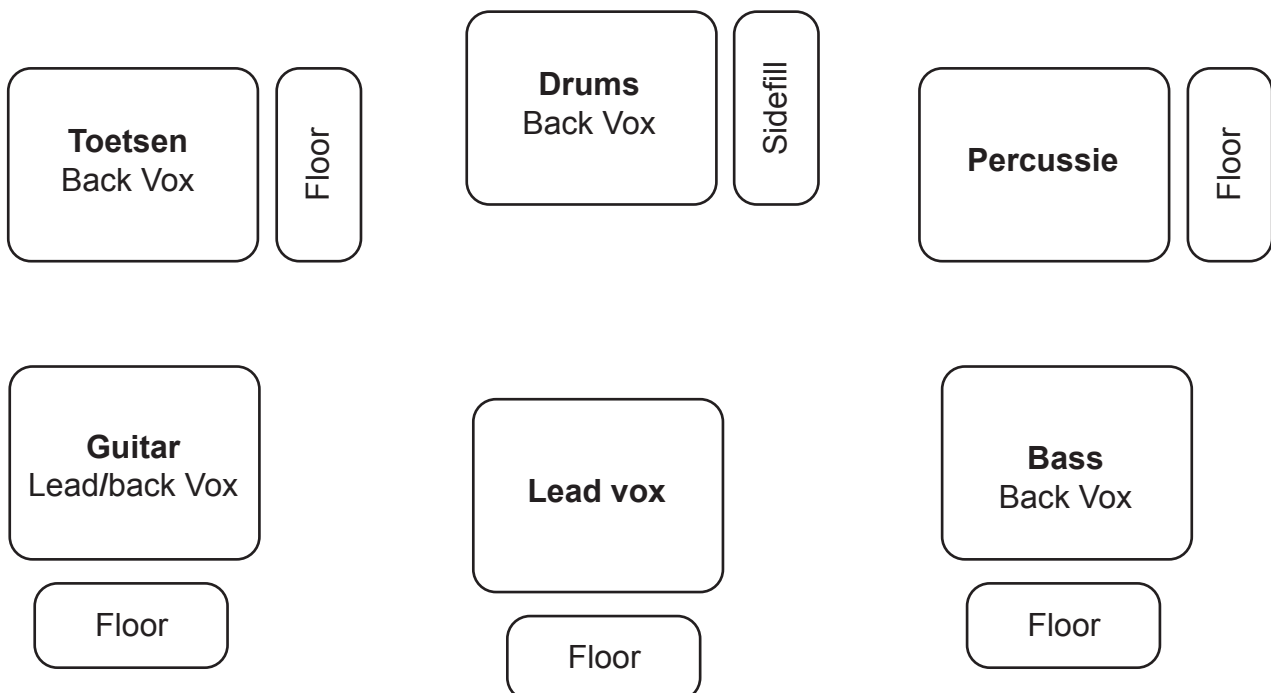 Toetsen
Back Vox
Floor
Drums
Back Vox
Sidefill
Percussie
Floor
Guitar
Lead/back Vox
Floor
Lead vox
Floor
Bass
Back Vox
Floor